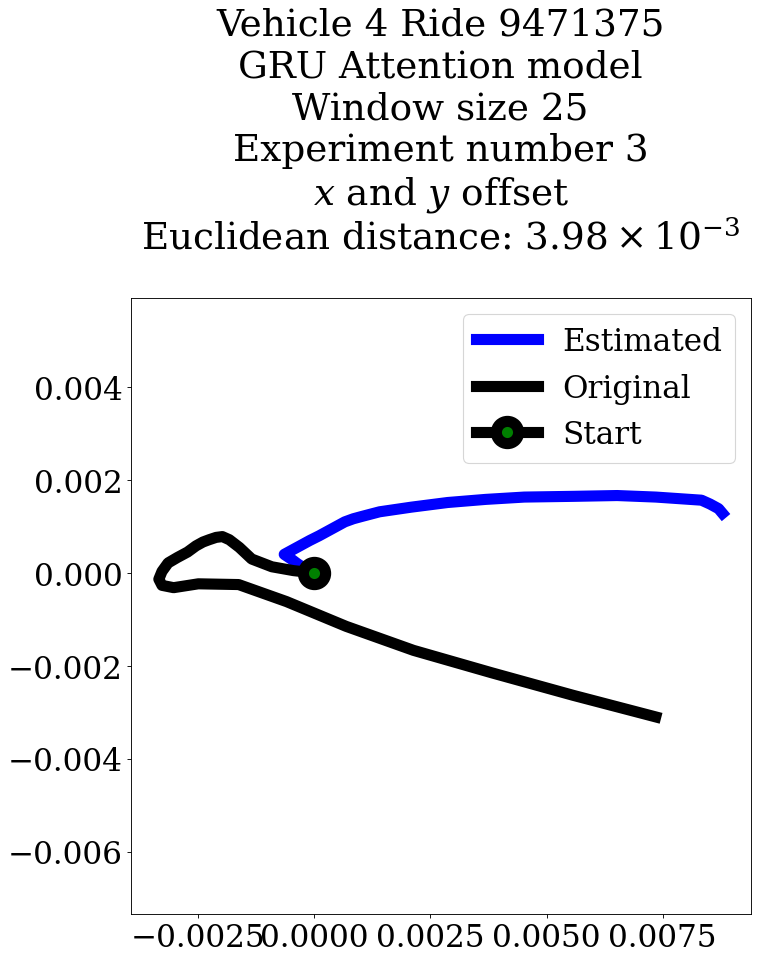 Vehicle 4 Ride 9471375
GRU Attention model
Window size 25
Experiment number 3
x and y offset
Euclidean distance: 3.98 × 10⁻³
Estimated
Original
Start
0.004
0.002
0.000
−0.002
−0.004
−0.006
−0.0025 0.0000 0.0025 0.0050 0.0075